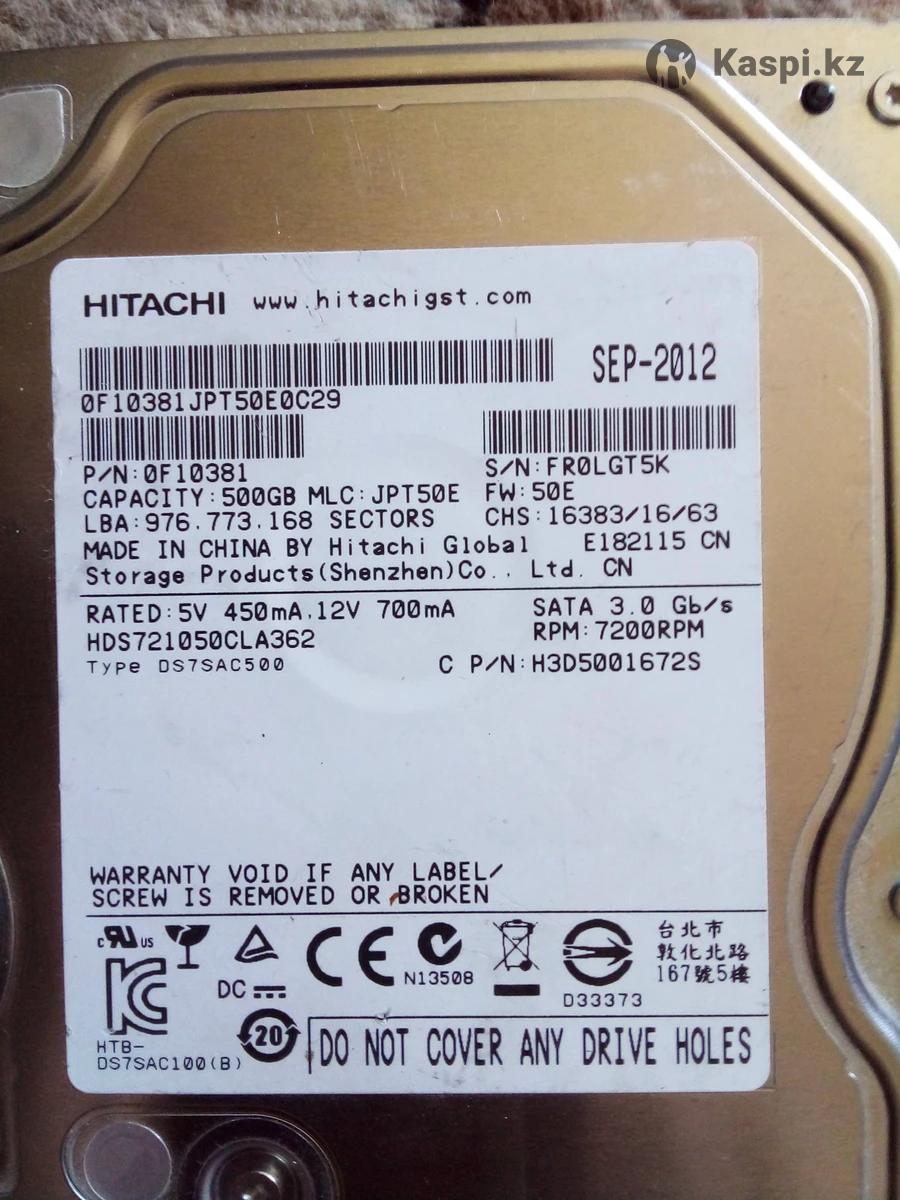 Kaspi.kz
HITACHI www.hitachigst.com
SEP-2012
0F10381JPT50E0C29
P/N:0F10381 S/N:FR0LGT5K
CAPACITY:500GB MLC:JPT50E FW:50E
LBA:976.773.168 SECTORS CHS:16383/16/63
MADE IN CHINA BY Hitachi Global E182115 CN
Storage Products(Shenzhen)Co., Ltd. CN
RATED:5V 450mA,12V 700mA SATA 3.0 Gb/s
HDS721050CLA362 RPM:7200RPM
Type DS7SAC500 C P/N:H3D5001672S
WARRANTY VOID IF ANY LABEL/
SCREW IS REMOVED OR BROKEN
c RU US CE N13508 台北市
敦化北路
DC 167號5樓
D33373
HTB-
DS7SAC100(B) 20 DO NOT COVER ANY DRIVE HOLES